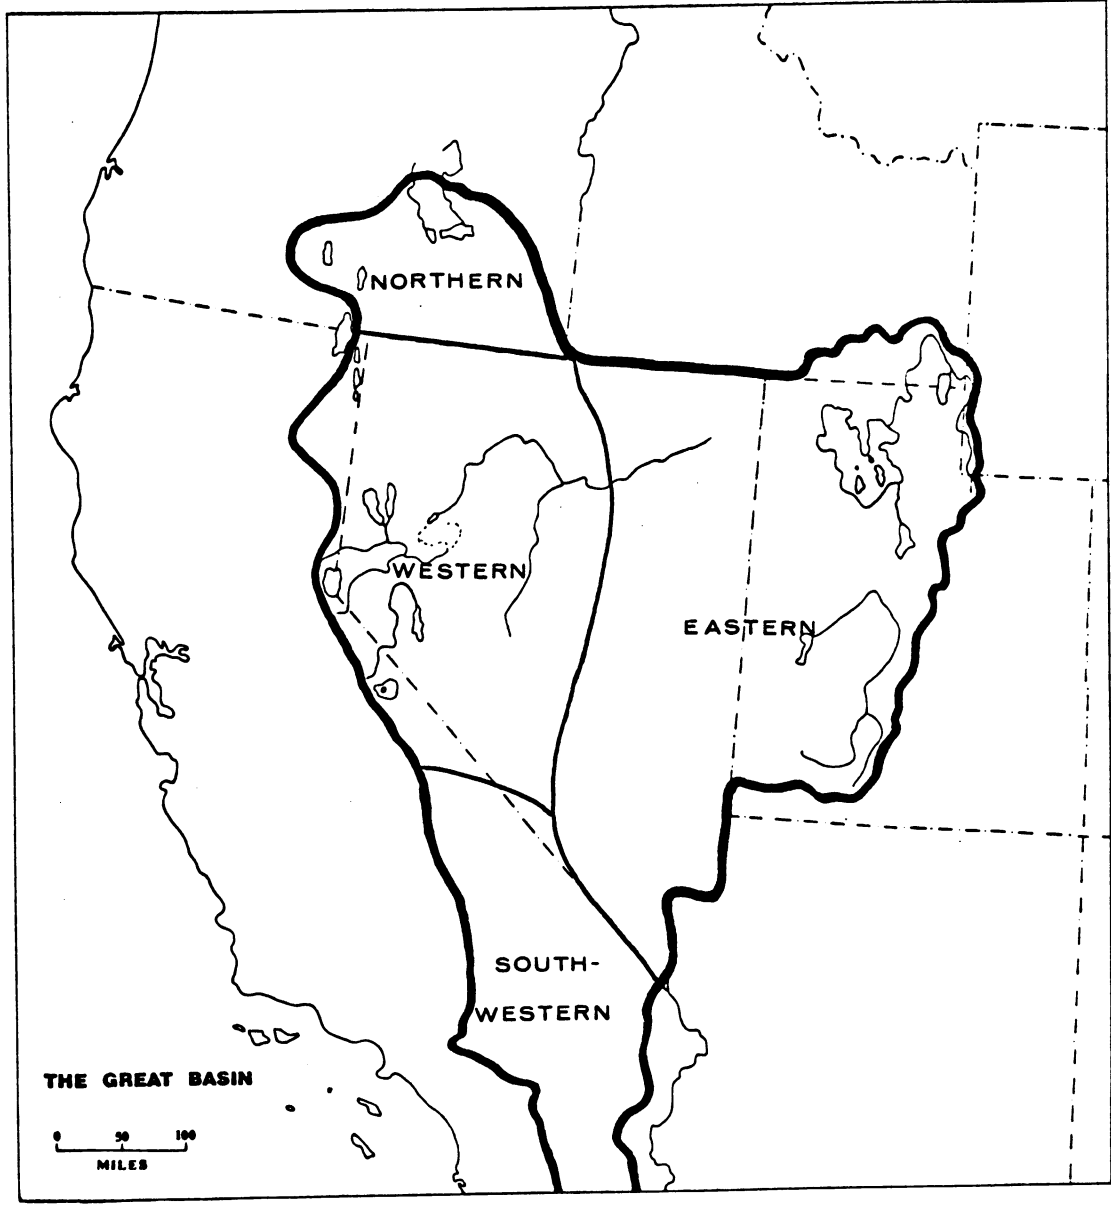 NORTHERN
WESTERN
EASTERN
SOUTH-
WESTERN
THE GREAT BASIN
0 50 100
MILES